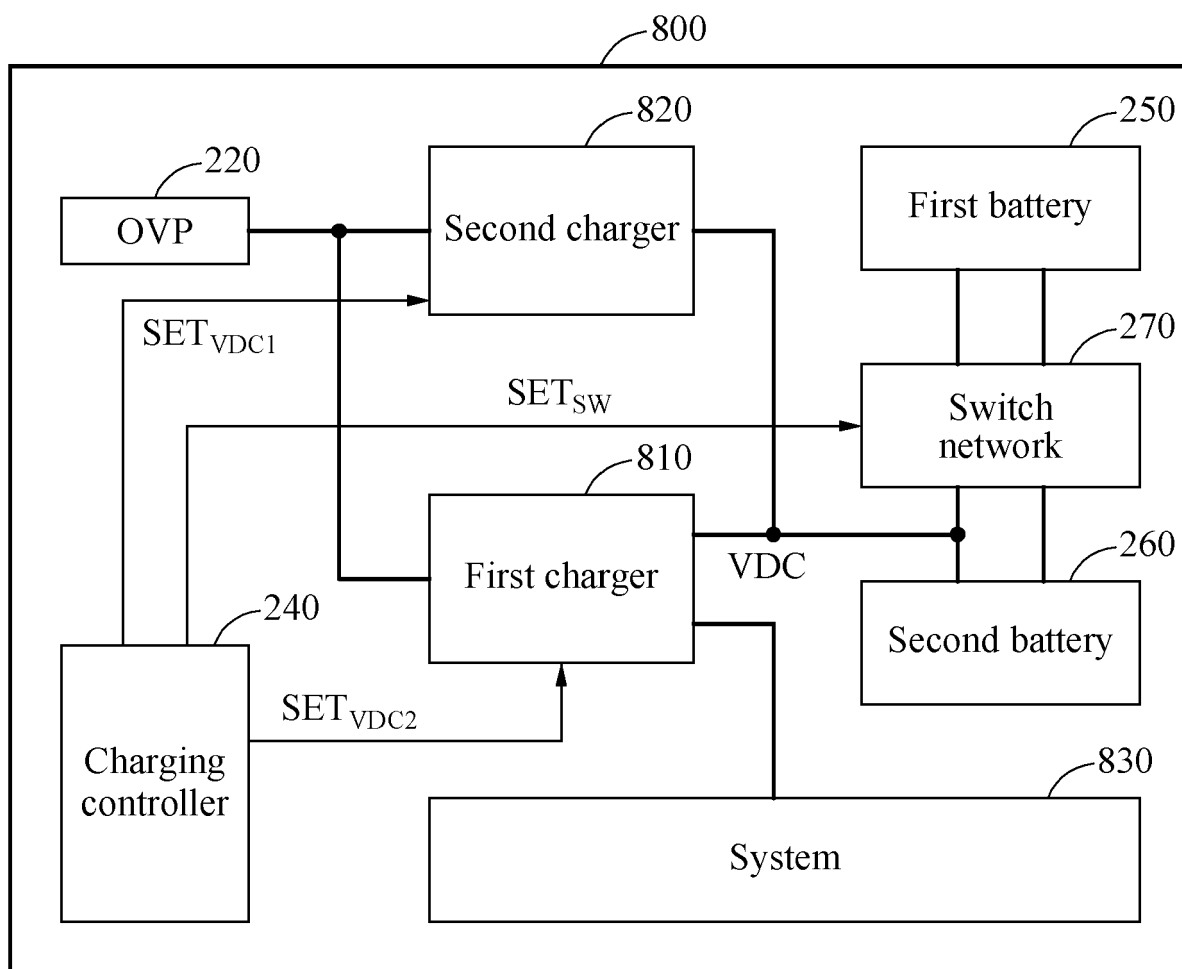 800
820
250
220
OVP
Second charger
First battery
SETVDC1
270
SETSW
Switch
network
810
VDC
260
First charger
240
Second battery
SETVDC2
Charging
controller
830
System